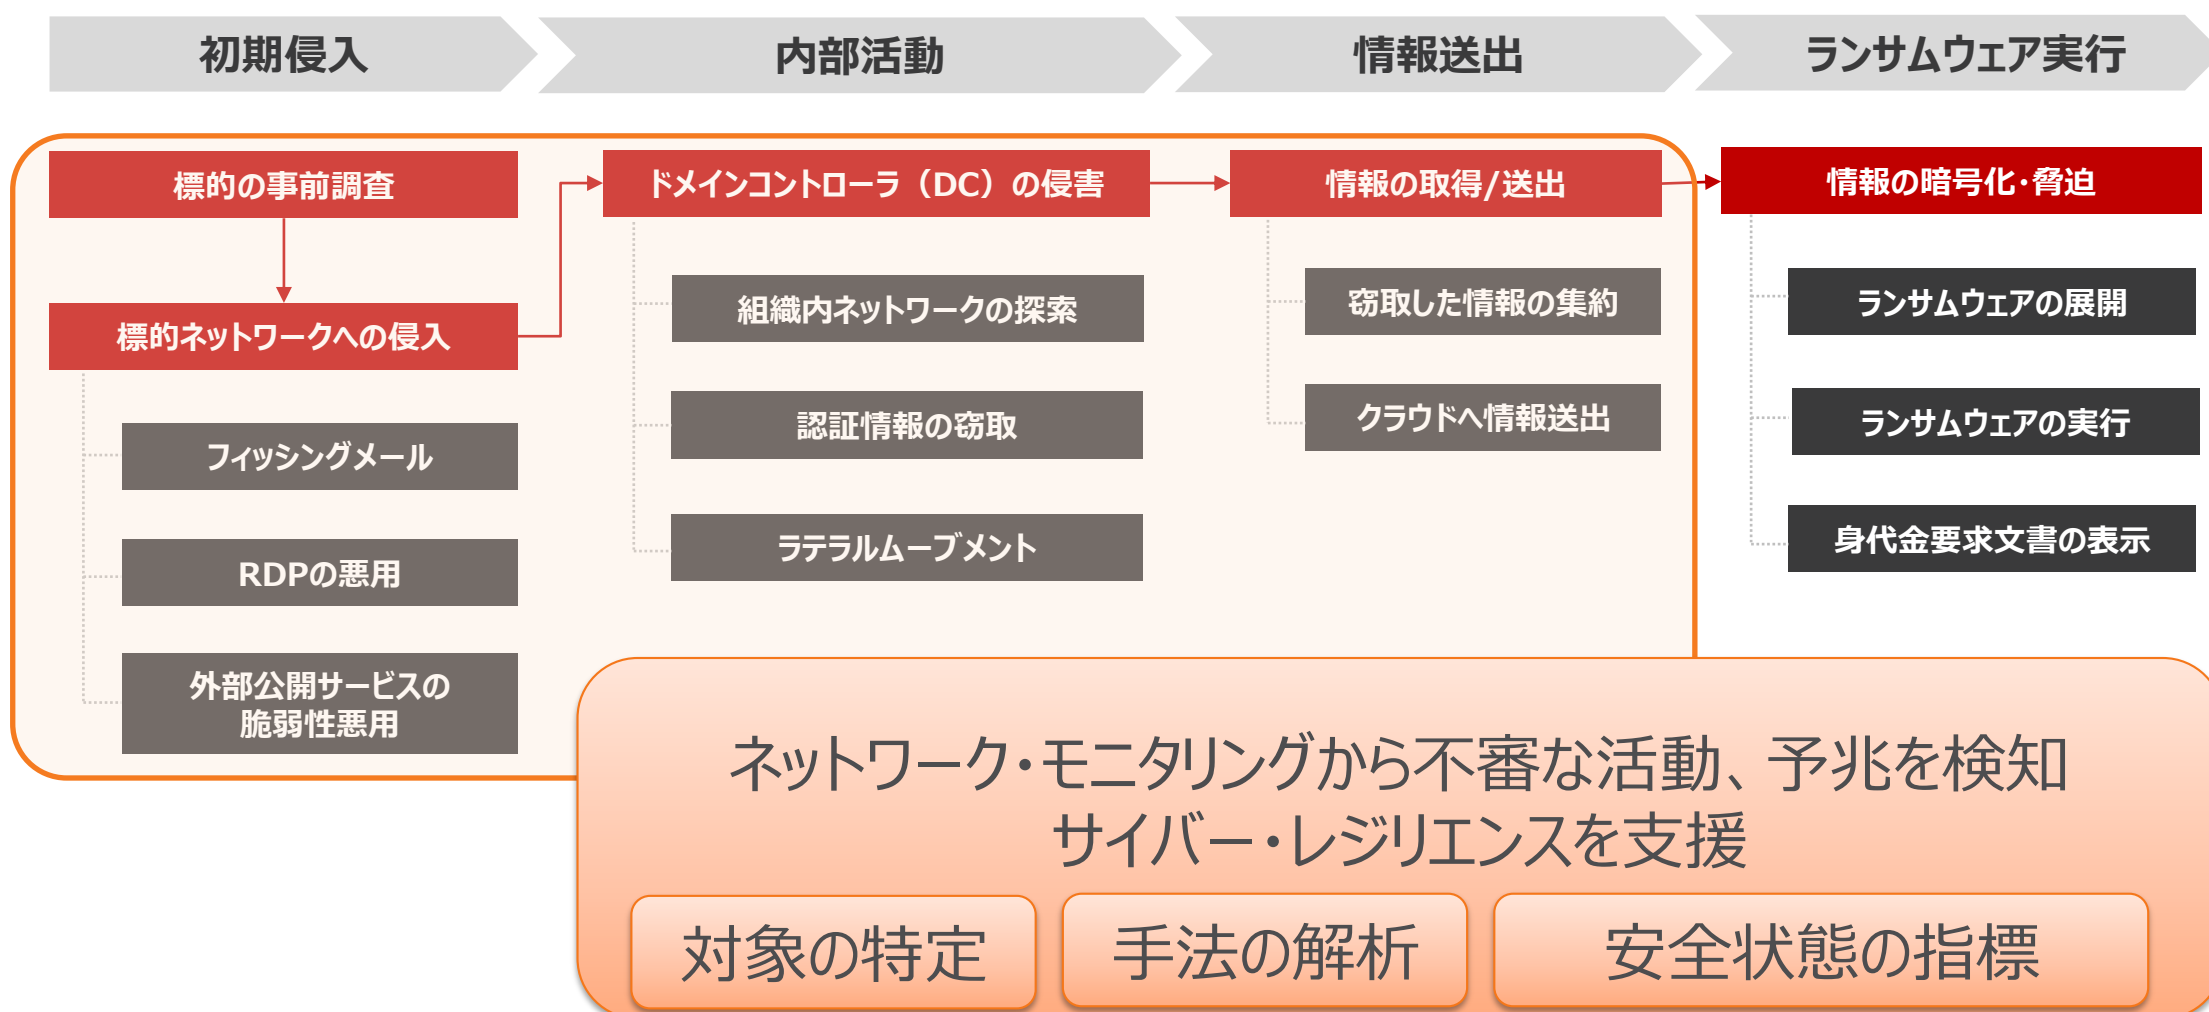 初期侵入
内部活動
情報送出
ランサムウェア実行
標的の事前調査
標的ネットワークへの侵入
フィッシングメール
RDPの悪用
外部公開サービスの
脆弱性悪用
ドメインコントローラ（DC）の侵害
組織内ネットワークの探索
認証情報の窃取
ラテラルムーブメント
情報の取得/送出
窃取した情報の集約
クラウドへ情報送出
情報の暗号化・脅迫
ランサムウェアの展開
ランサムウェアの実行
身代金要求文書の表示
ネットワーク・モニタリングから不審な活動、予兆を検知
サイバー・レジリエンスを支援
対象の特定
手法の解析
安全状態の指標